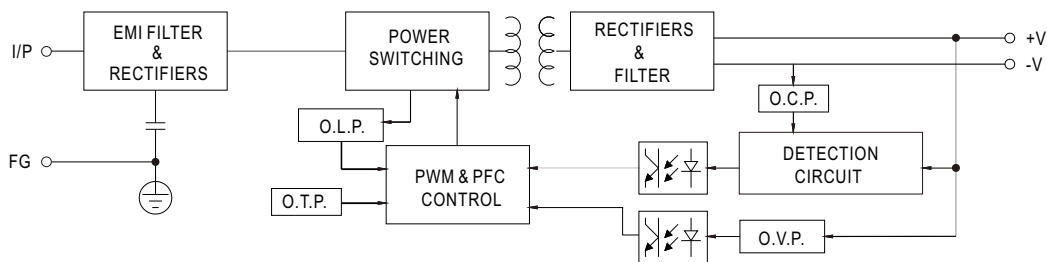 I/P
EMI FILTER
&
RECTIFIERS
POWER
SWITCHING
RECTIFIERS
&
FILTER
+V
-V
O.C.P.
O.L.P.
FG
PWM & PFC
CONTROL
DETECTION
CIRCUIT
O.T.P.
O.V.P.